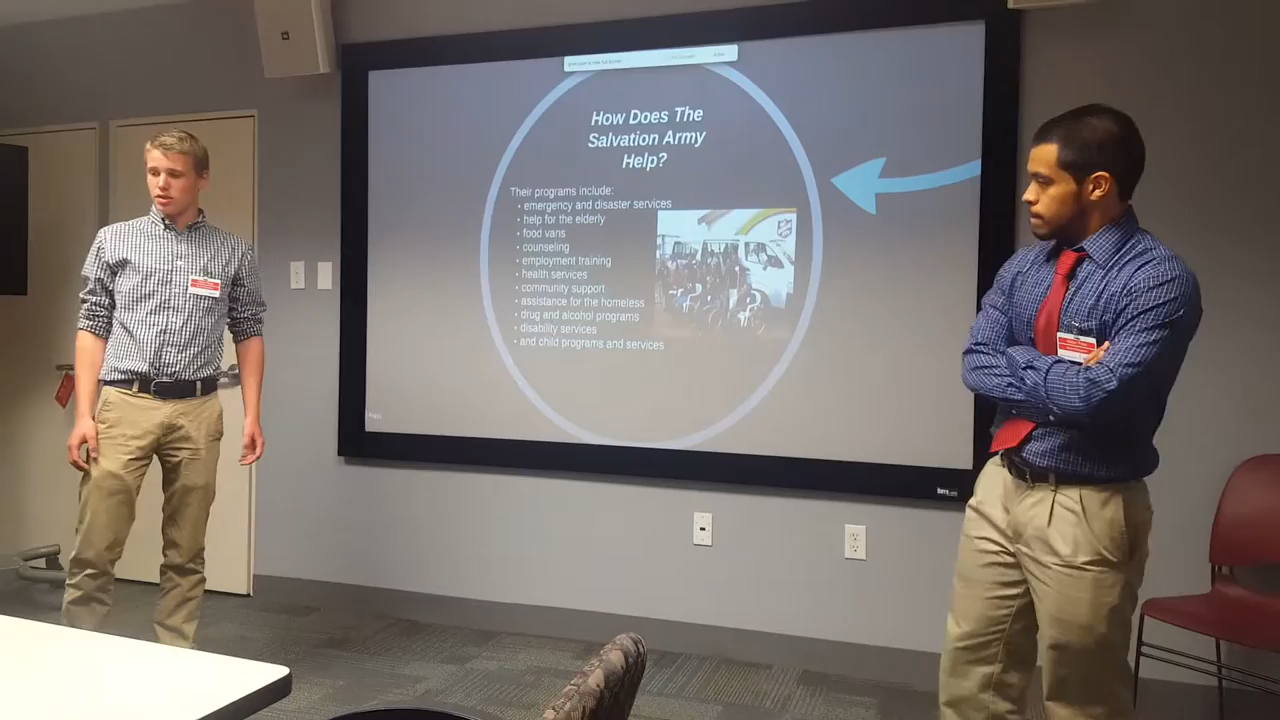 How Does The
Salvation Army
Help?
Their programs include:
• emergency and disaster services
• help for the elderly
• food vans
• counseling
• employment training
• health services
• community support
• assistance for the homeless
• drug and alcohol programs
• disability services
• and child programs and services
Prezi